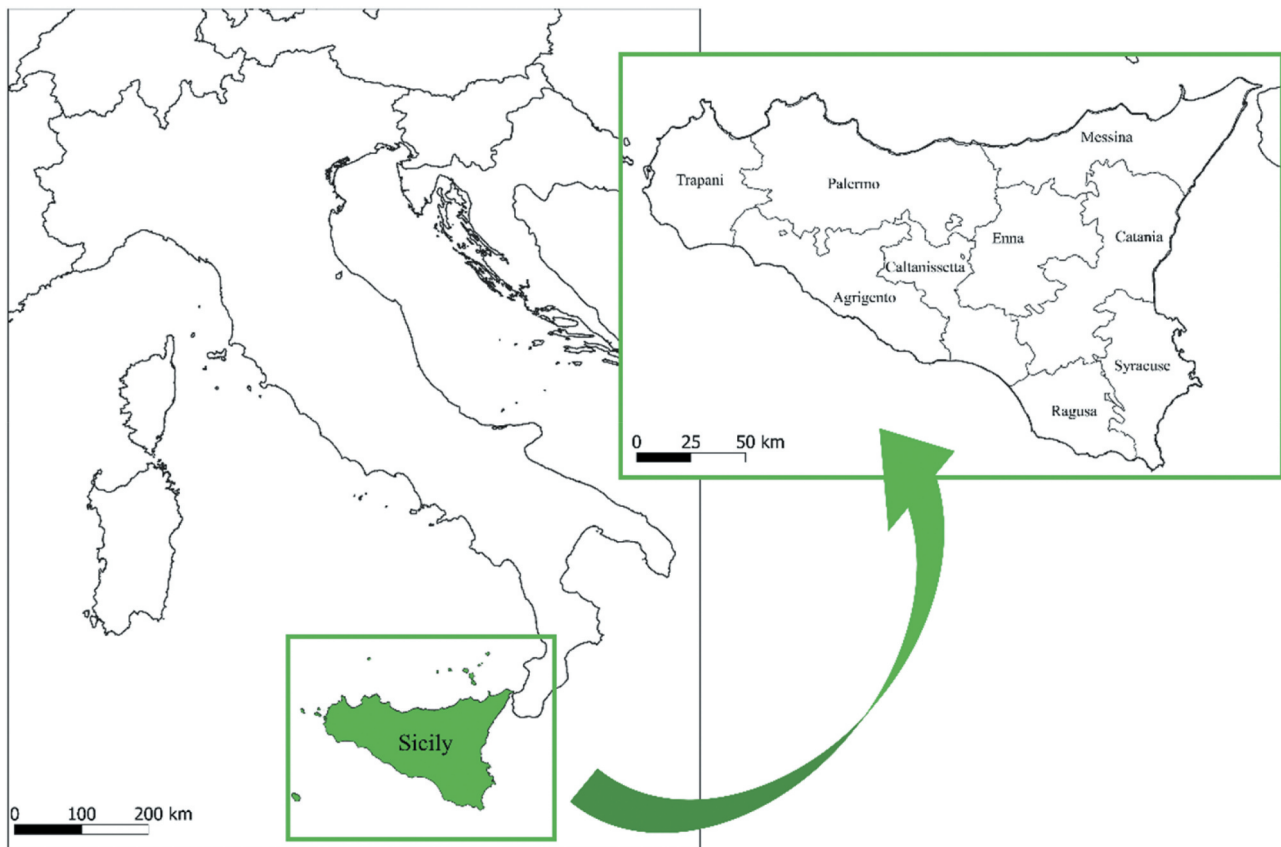 Messina
Trapani
Palermo
Enna
Catania
Caltanissetta
Agrigento
Syracuse
Ragusa
0 25 50 km
Sicily
0 100 200 km